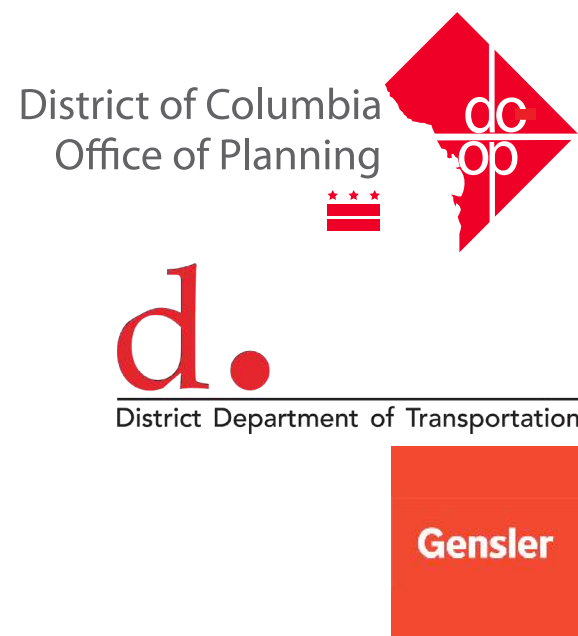 District of Columbia
Office of Planning
dc
op
d.
District Department of Transportation
Gensler